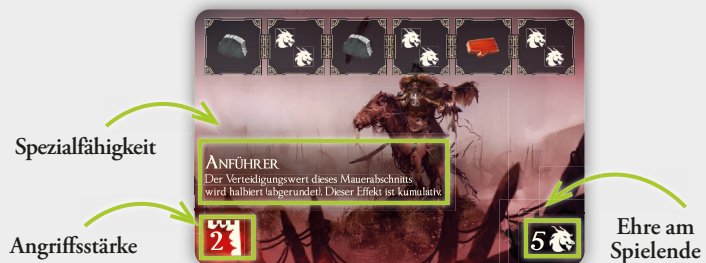 Spezialfähigkeit
ANFÜHRER
Der Verteidigungswert dieses Mauerabschnitts
wird halbiert (abgerundet). Dieser Effekt ist kumulativ.
Angriffsstärke
2
5
Ehre am
Spielende